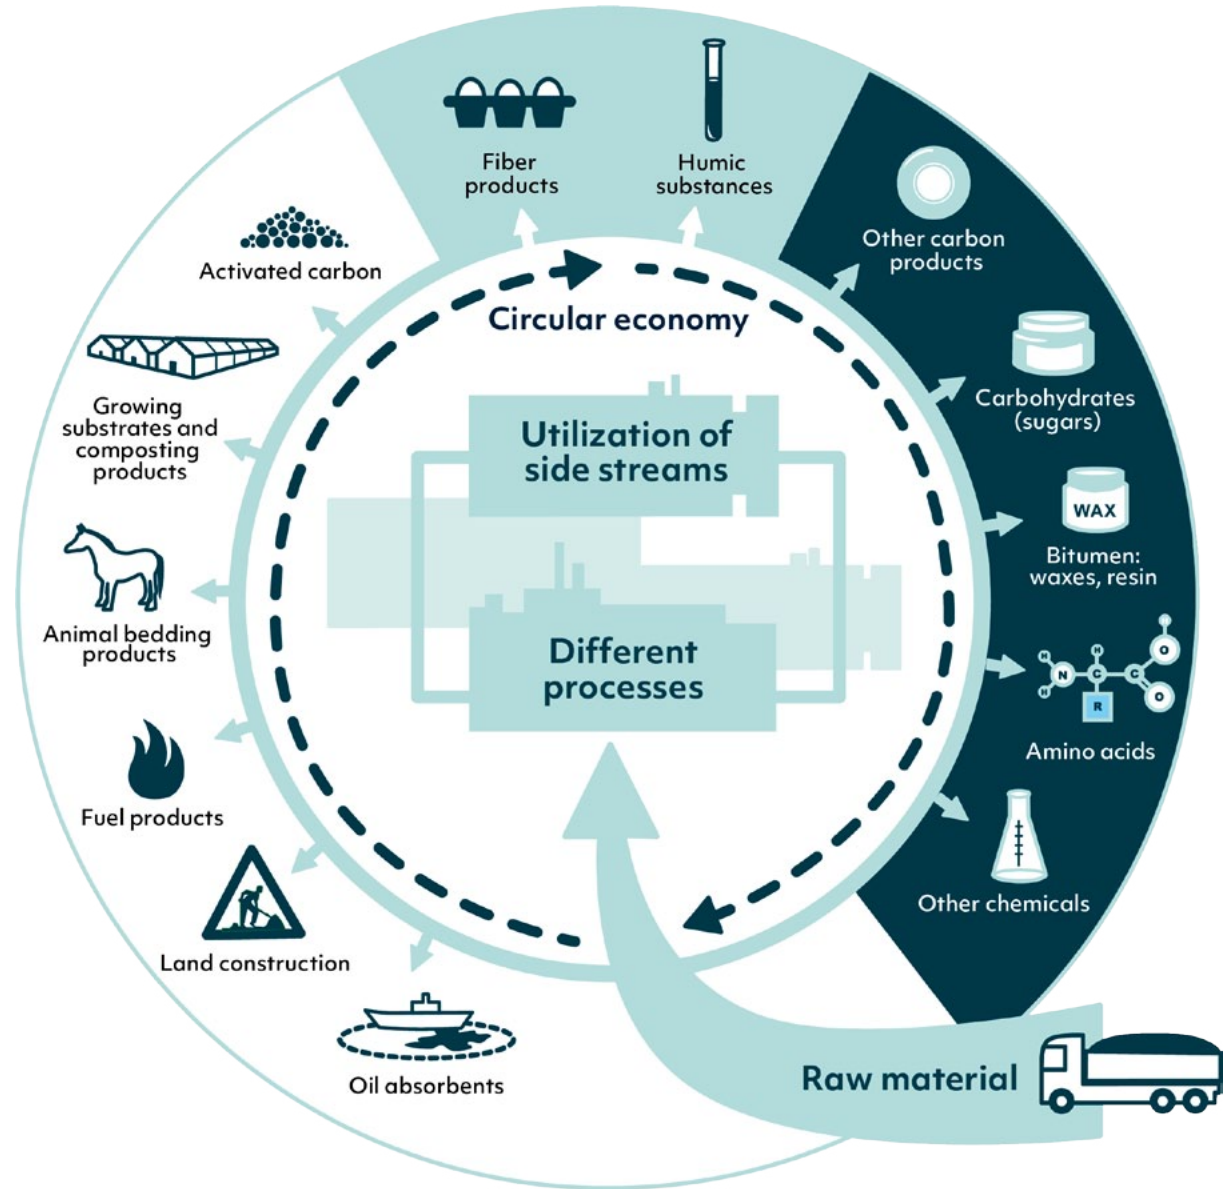 Fiber
products
Humic
substances
Other carbon
products
Activated carbon
Circular economy
Carbohydrates
(sugars)
Growing
substrates and
composting
products
Utilization of
side streams
WAX
Bitumen:
waxes, resin
Animal bedding
products
Different
processes
H
H
O
H
N
C
C
H
R
O
Amino acids
Fuel products
Other chemicals
Land construction
Oil absorbents
Raw material